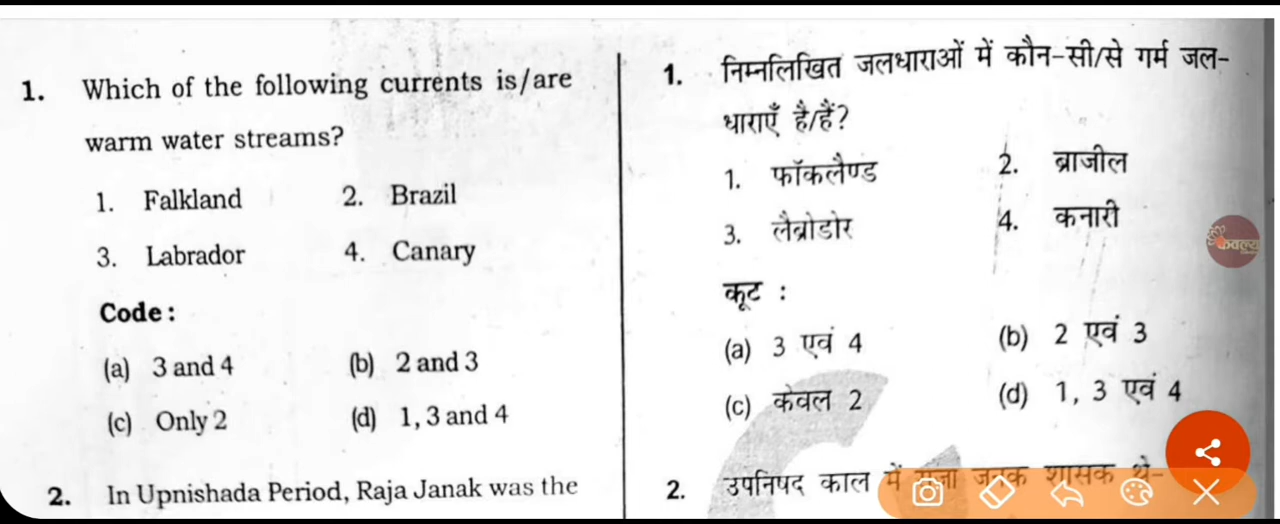 1. Which of the following currents is/are
warm water streams?
1. Falkland 2. Brazil
3. Labrador 4. Canary
Code :
(a) 3 and 4 (b) 2 and 3
(c) Only 2 (d) 1, 3 and 4
2. In Upnishada Period, Raja Janak was the
1. निम्नलिखित जलधाराओं में कौन-सी/से गर्म जल-
धाराएँ है/हैं?
1. फॉकलैण्ड 2. ब्राजील
3. लैब्रोडोर 4. कनारी
कूट :
(a) 3 एवं 4 (b) 2 एवं 3
(c) केवल 2 (d) 1, 3 एवं 4
2. उपनिषद काल में राजा जनक शासक थे-